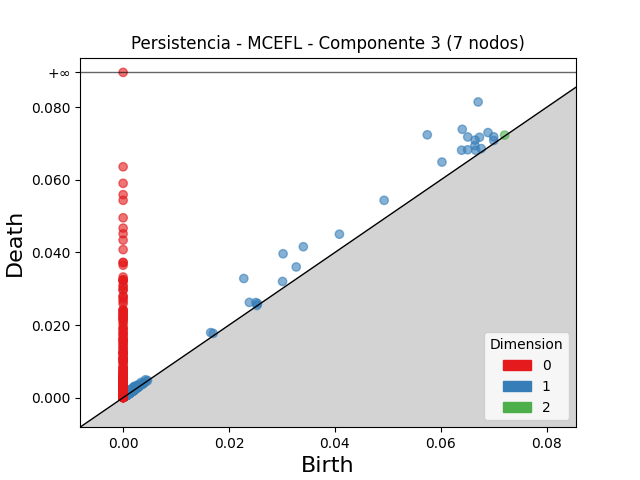 Persistencia - MCEFL - Componente 3 (7 nodos)
+∞
0.080
0.060
0.040
0.020
0.000
Death
0.00 0.02 0.04 0.06 0.08
Birth
Dimension
0
1
2